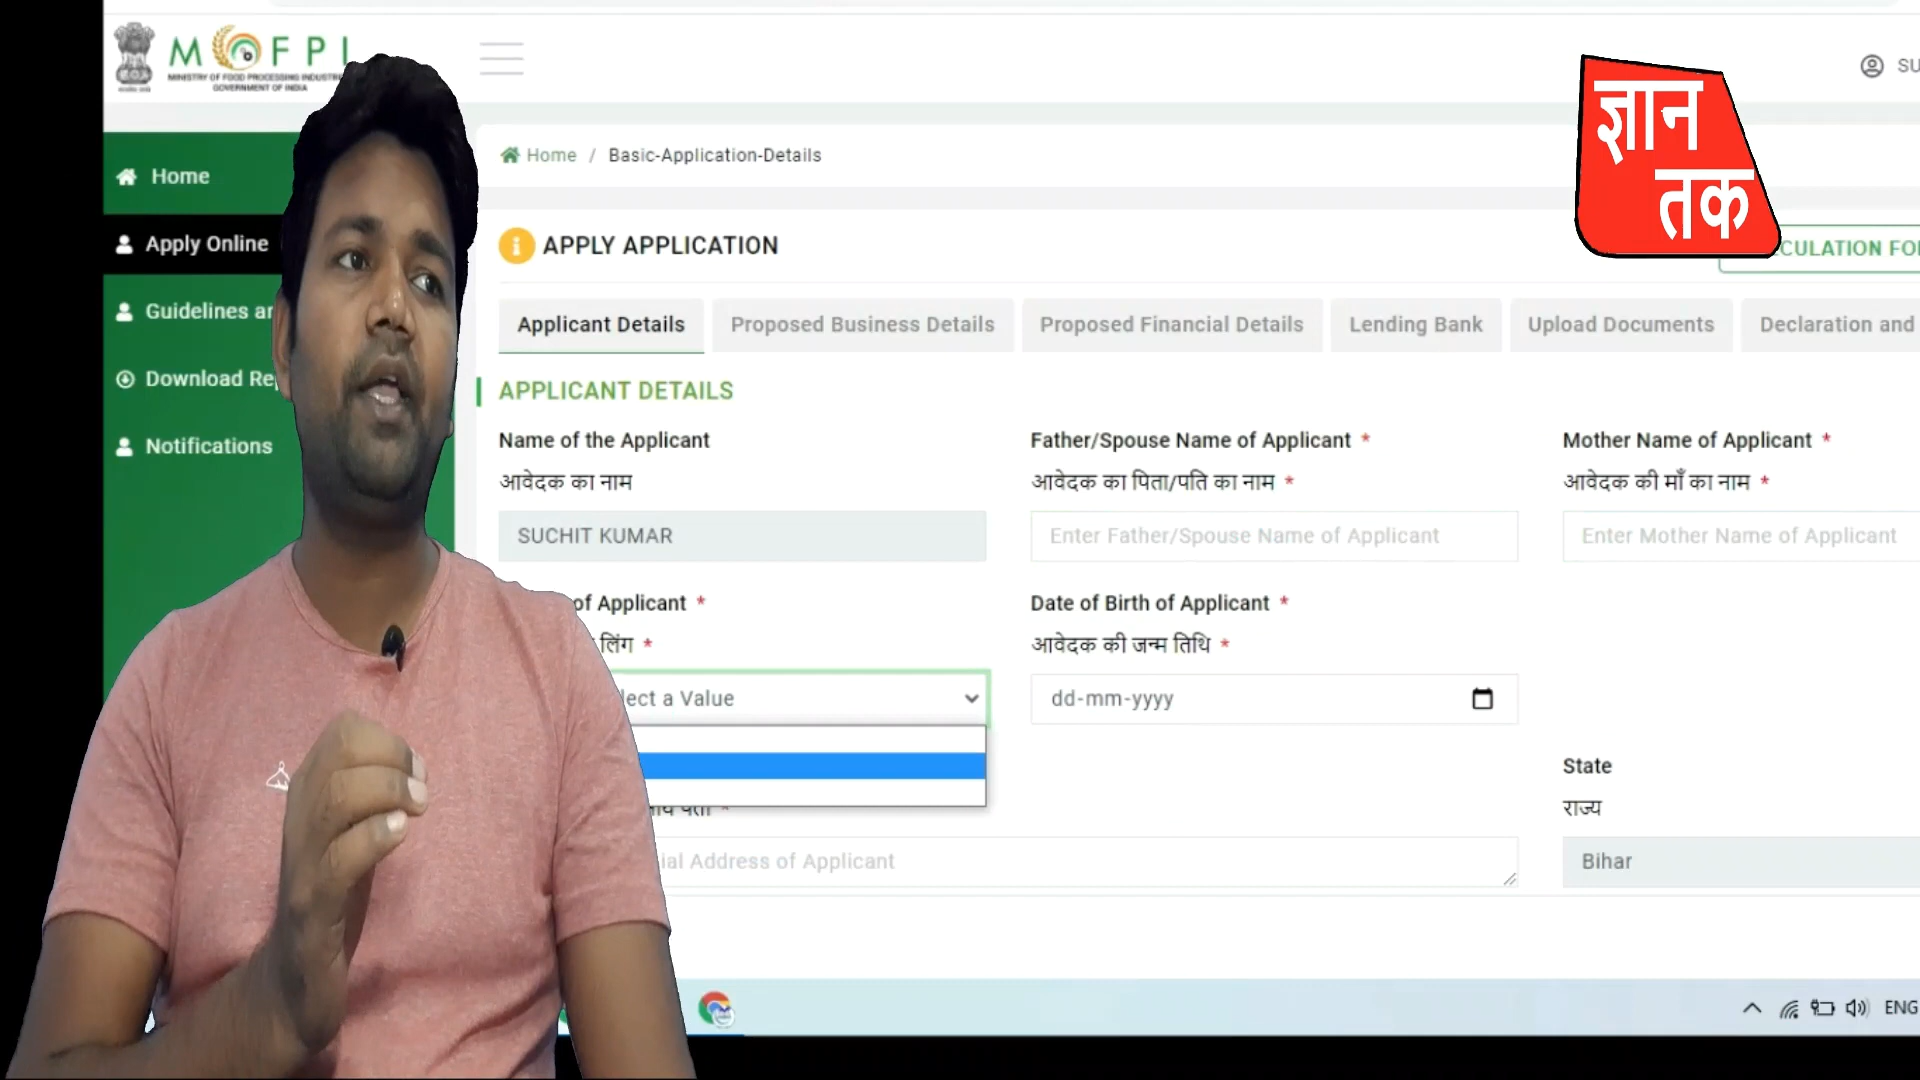 MOFPI
MINISTRY OF FOOD PROCESSING INDUSTR
GOVERNMENT OF INDIA
SU
ज्ञान
तक
Home
Apply Online
Guidelines ar
Download Rep
Notifications
Home / Basic-Application-Details
APPLY APPLICATION
CULATION FO
Applicant Details
Proposed Business Details
Proposed Financial Details
Lending Bank
Upload Documents
Declaration and
APPLICANT DETAILS
Name of the Applicant
आवेदक का नाम
SUCHIT KUMAR
Father/Spouse Name of Applicant *
आवेदक का पिता/पति का नाम *
Enter Father/Spouse Name of Applicant
Mother Name of Applicant *
आवेदक की माँ का नाम *
Enter Mother Name of Applicant
of Applicant *
लिंग *
lect a Value
Date of Birth of Applicant *
आवेदक की जन्म तिथि *
dd-mm-yyyy
ial Address of Applicant
State
राज्य
Bihar
ENG